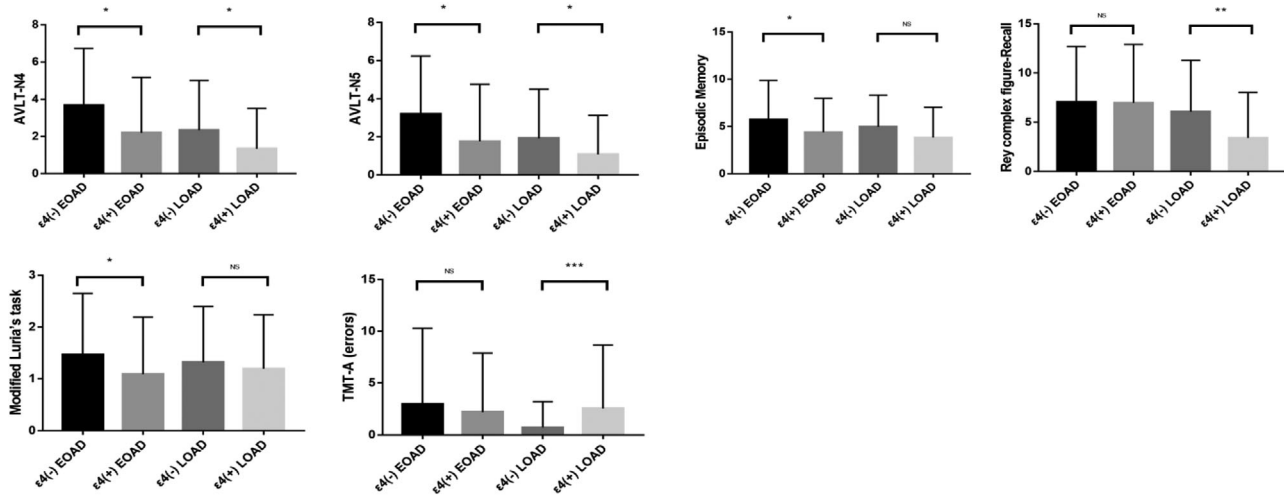 AVLT-N4
8
6
4
2
0
*
*
ε4(-) EOAD
ε4(+) EOAD
ε4(-) LOAD
ε4(+) LOAD
AVLT-N5
8
6
4
2
0
*
*
ε4(-) EOAD
ε4(+) EOAD
ε4(-) LOAD
ε4(+) LOAD
Episodic Memory
15
10
5
0
*
NS
ε4(-) EOAD
ε4(+) EOAD
ε4(-) LOAD
ε4(+) LOAD
Rey complex figure-Recall
15
10
5
0
NS
**
ε4(-) EOAD
ε4(+) EOAD
ε4(-) LOAD
ε4(+) LOAD
Modified Luria's task
3
2
1
0
*
NS
ε4(-) EOAD
ε4(+) EOAD
ε4(-) LOAD
ε4(+) LOAD
TMT-A (errors)
15
10
5
0
NS
***
ε4(-) EOAD
ε4(+) EOAD
ε4(-) LOAD
ε4(+) LOAD